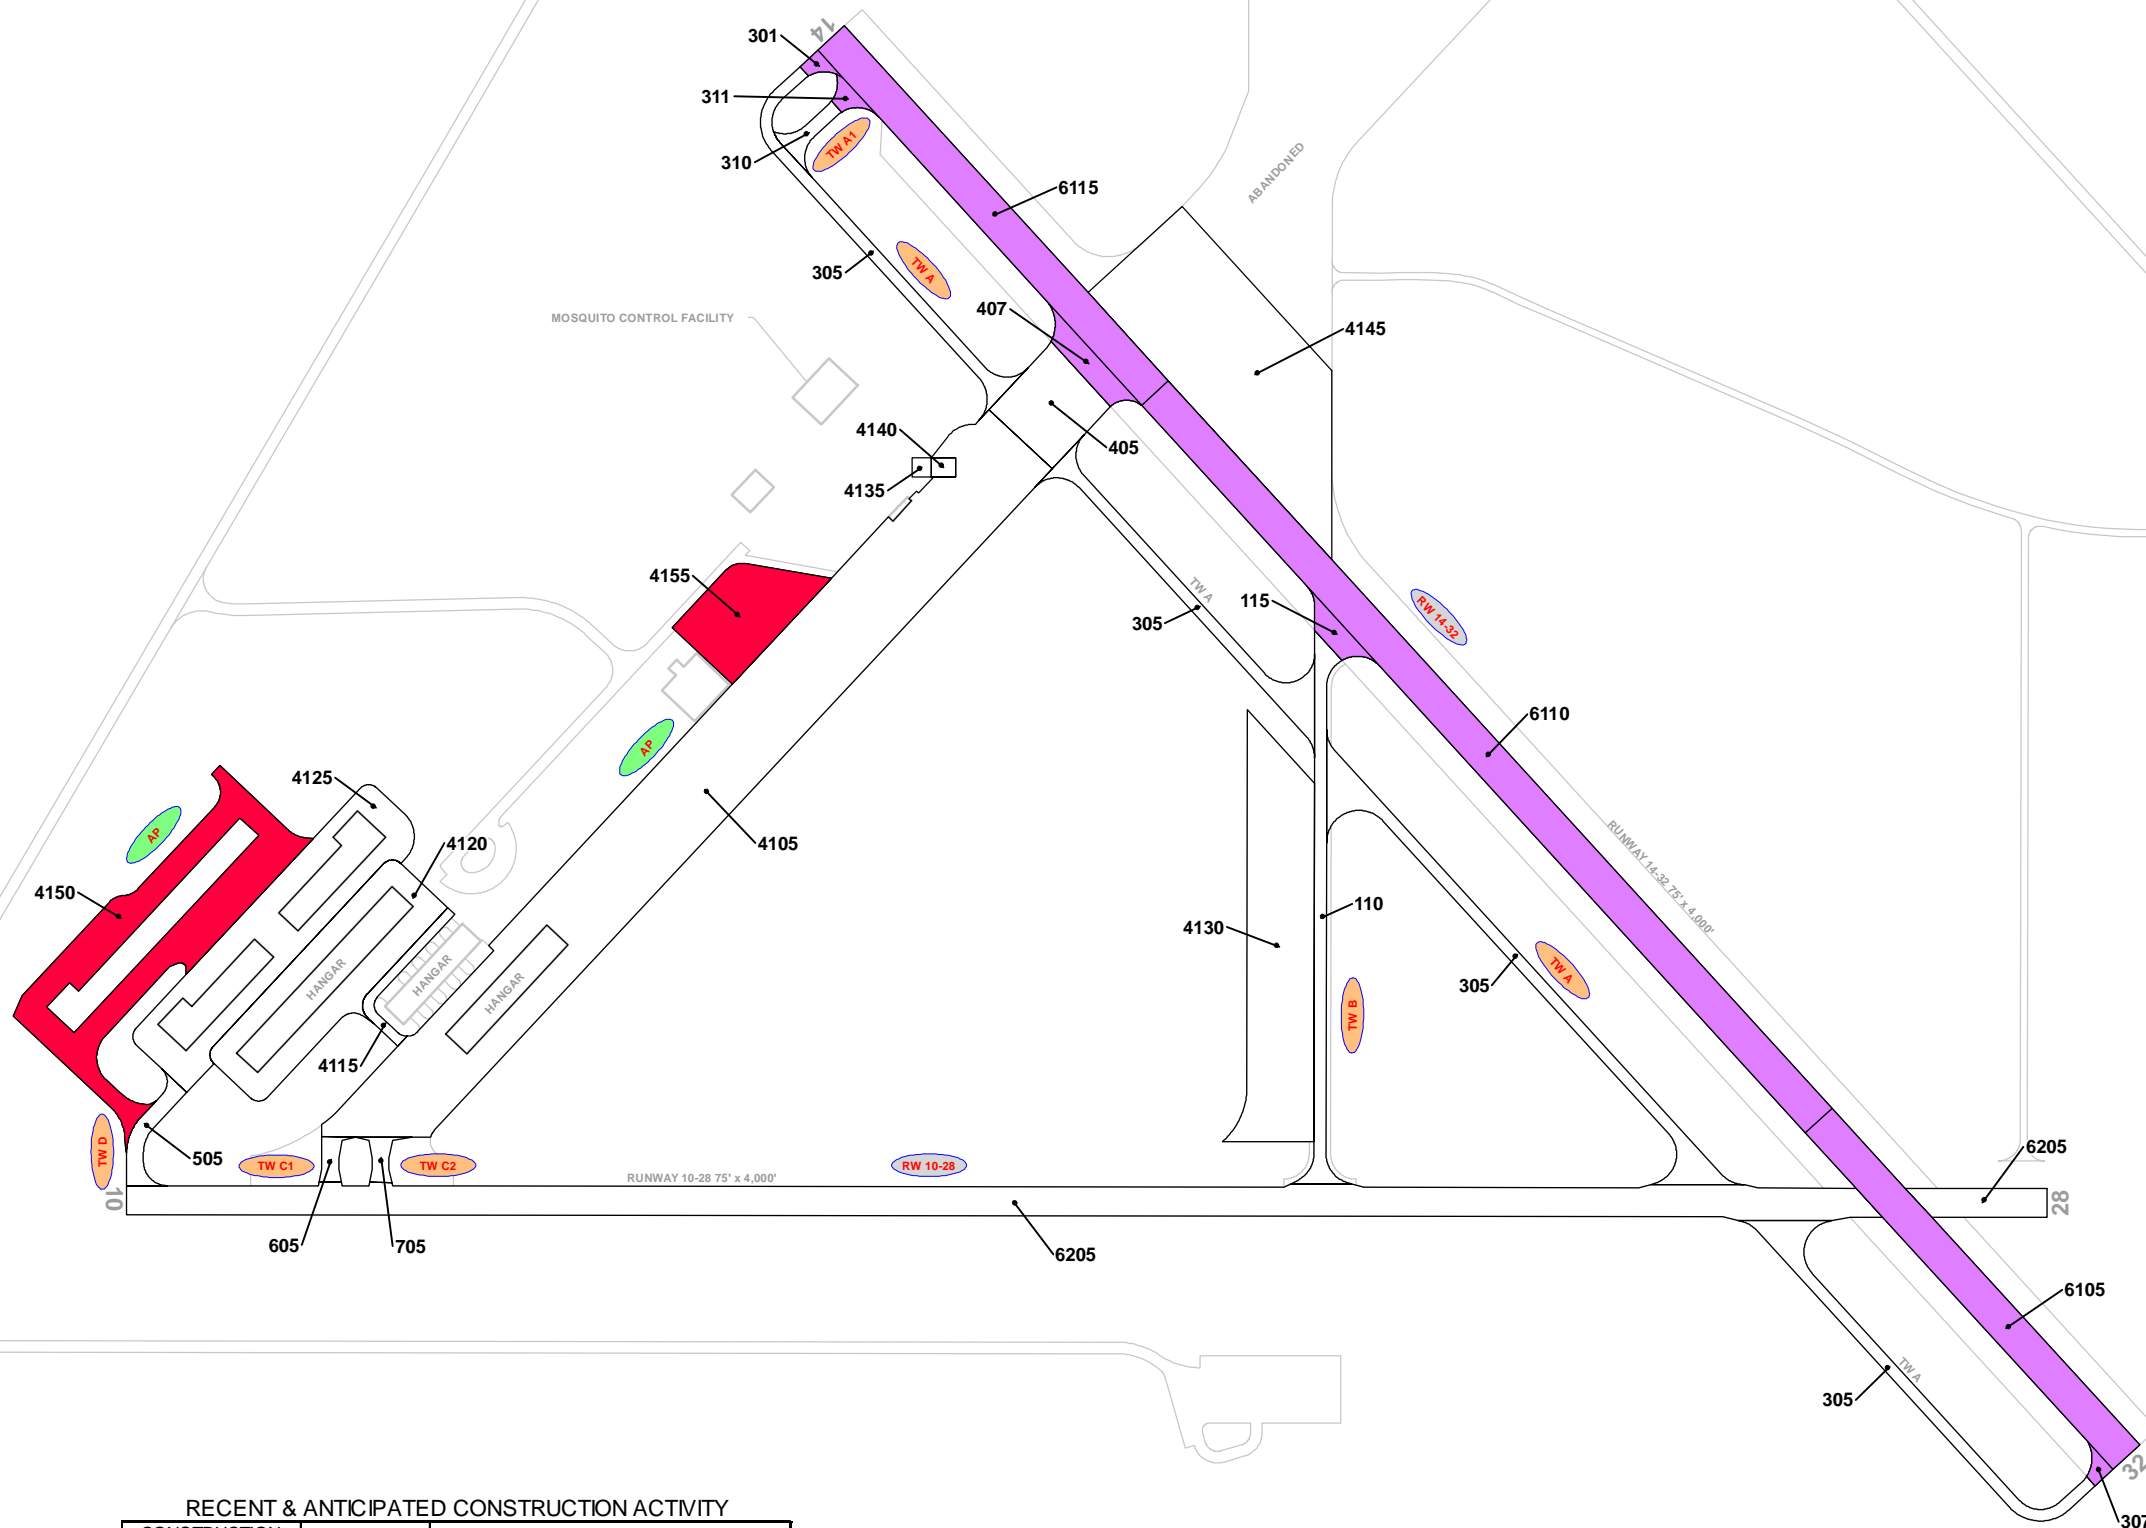 14
301
311
TW A1
310
6115
ABANDONED
TW A
305
MOSQUITO CONTROL FACILITY
407
4145
4140
405
4135
4155
TW A
305
115
RW 14-32
AP
6110
4125
AP
4120
4105
RUNWAY 14-32 75' x 4,000'
4150
110
4130
HANGAR
HANGAR
HANGAR
TW A
305
TW B
4115
TW D
505
TW C1
TW C2
RW 10-28
RUNWAY 10-28 75' x 4,000'
6205
10
28
605
705
6205
6105
TW A
305
32
307
RECENT & ANTICIPATED CONSTRUCTION ACTIVITY